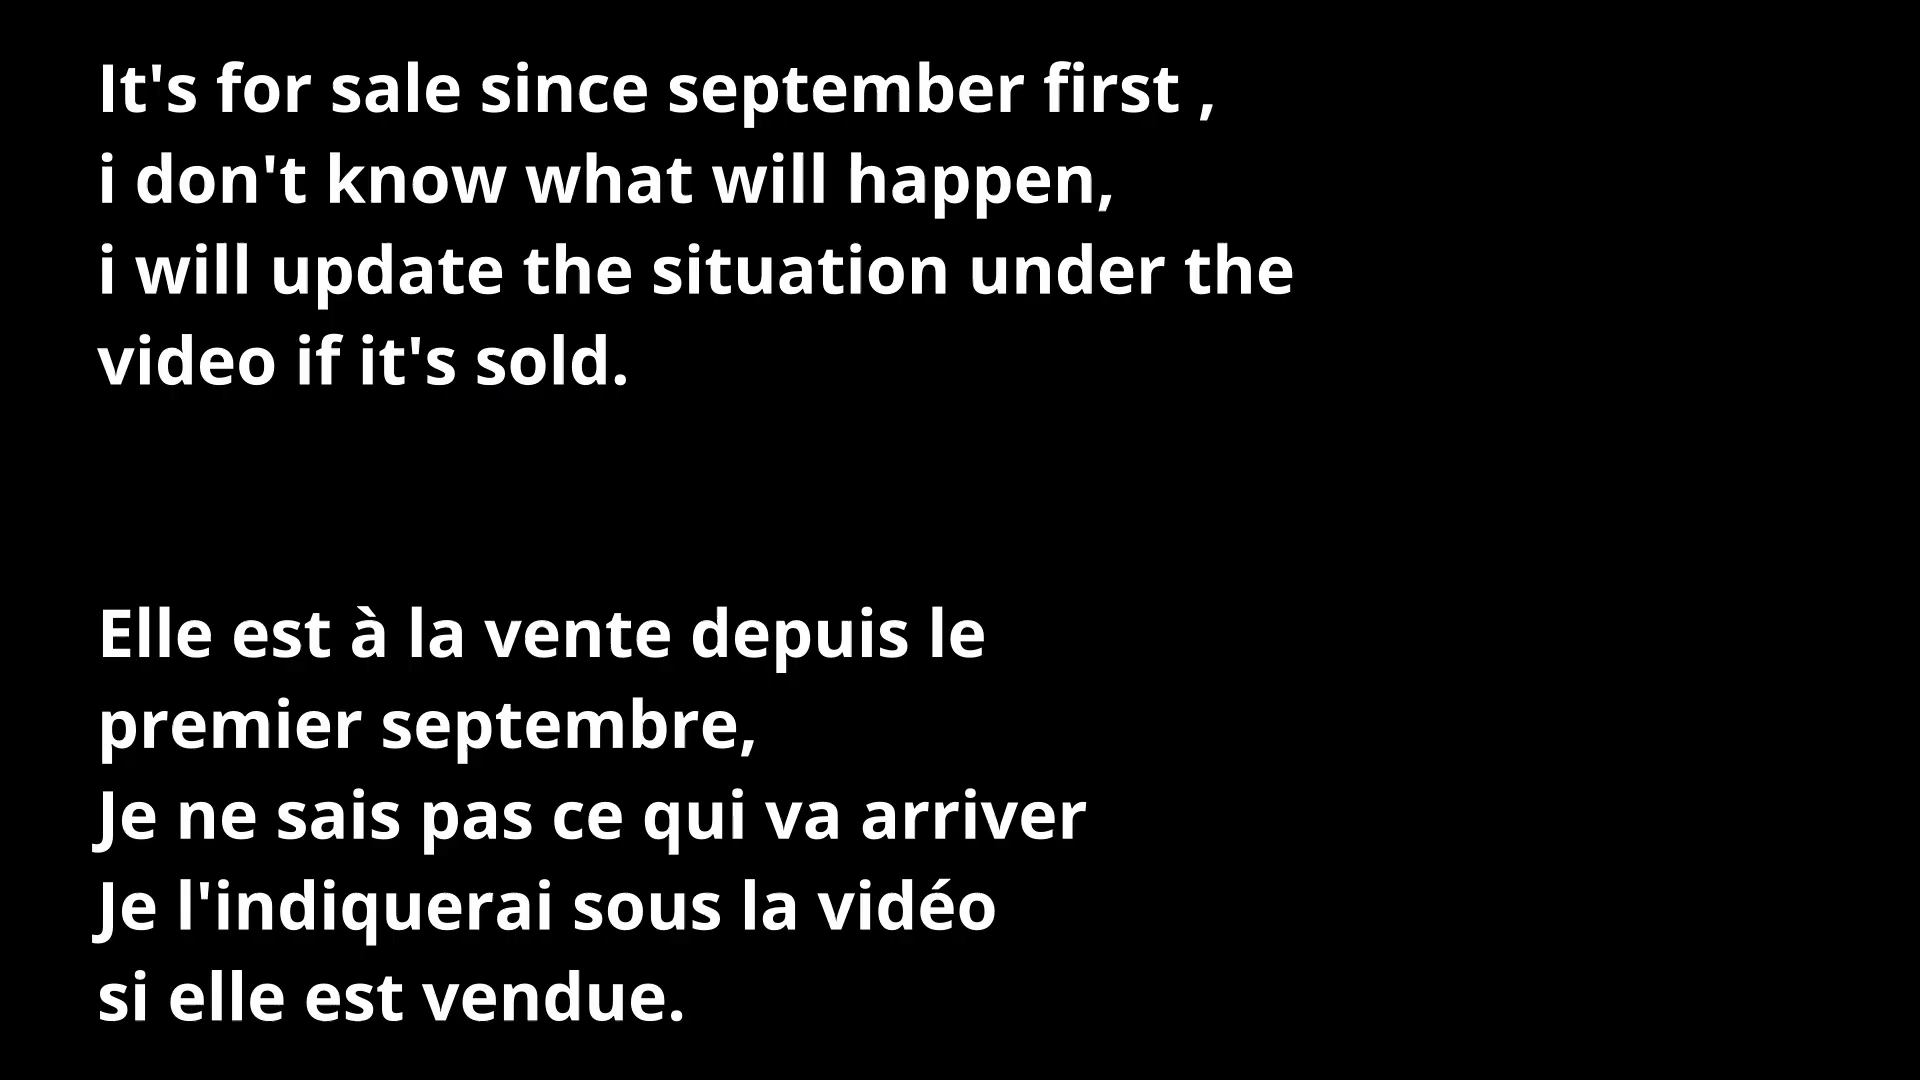 It's for sale since september first ,
i don't know what will happen,
i will update the situation under the
video if it's sold.
Elle est à la vente depuis le
premier septembre,
Je ne sais pas ce qui va arriver
Je l'indiquerai sous la vidéo
si elle est vendue.